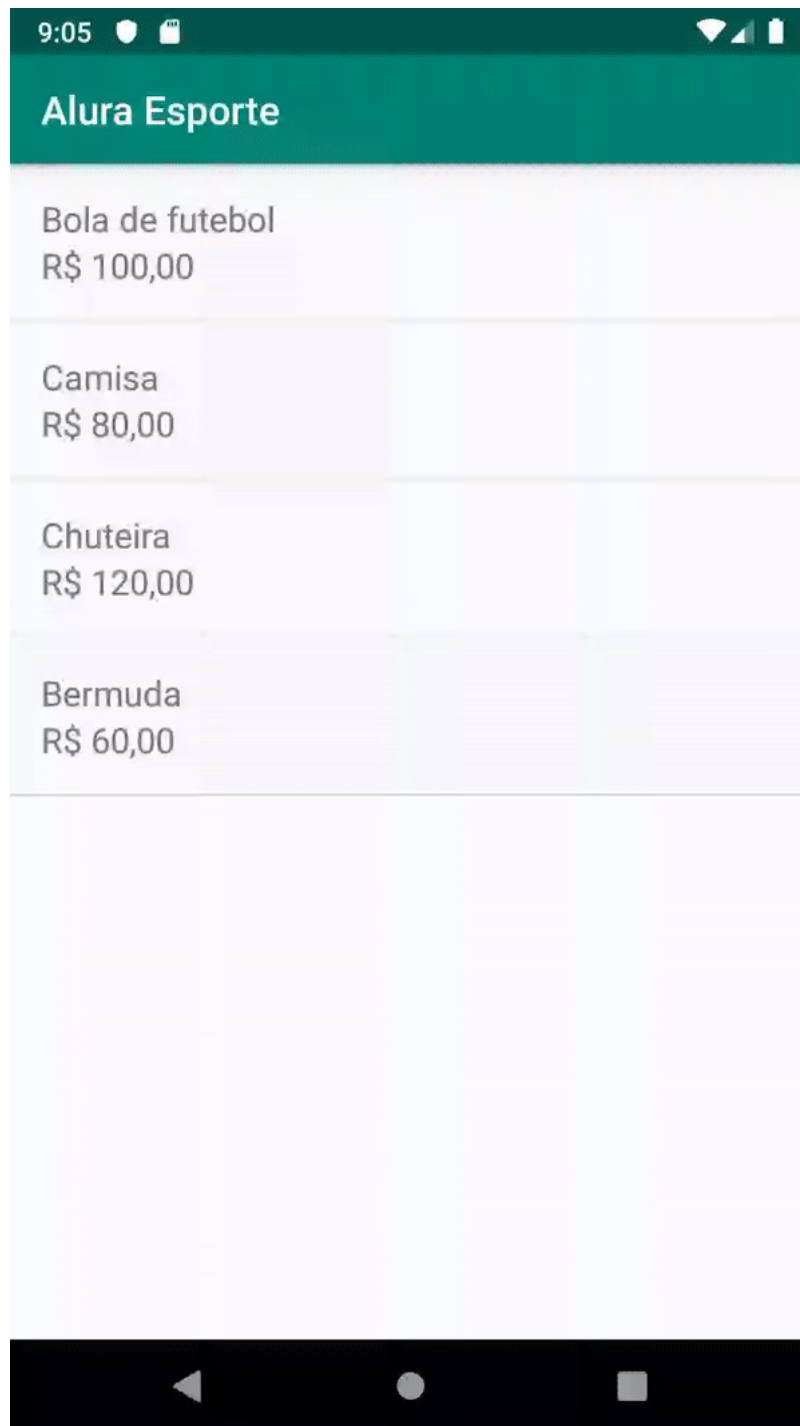 9:05
Alura Esporte
Bola de futebol
R$ 100,00
Camisa
R$ 80,00
Chuteira
R$ 120,00
Bermuda
R$ 60,00